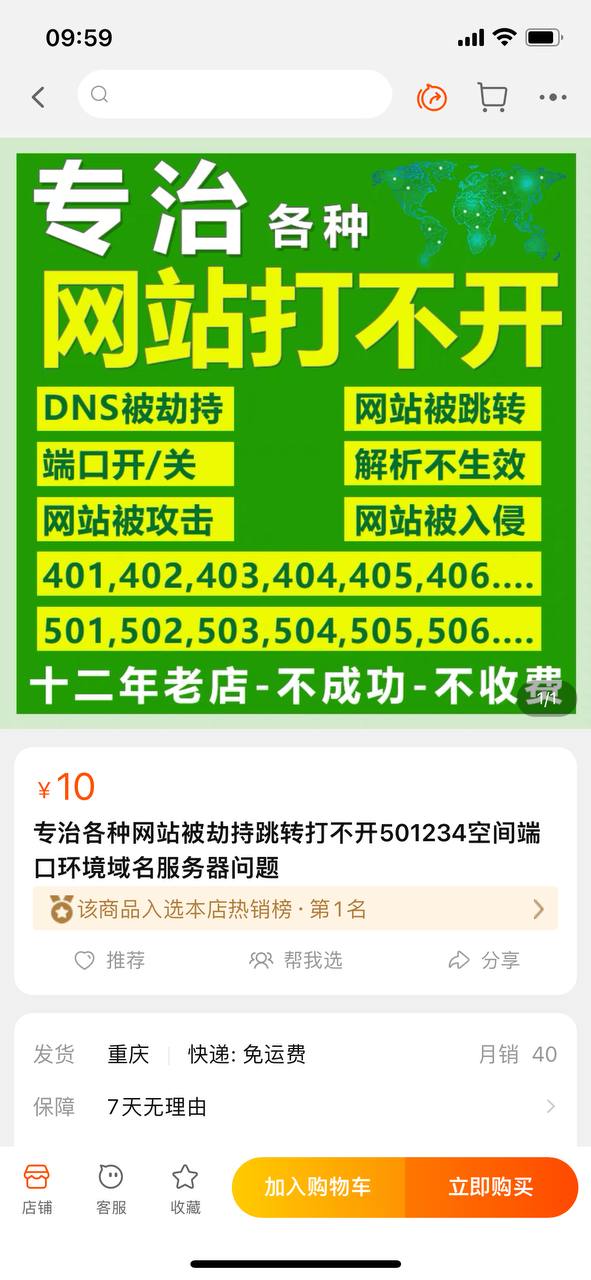 09:59
专治各种
网站打不开
DNS被劫持
网站被跳转
端口开/关
解析不生效
网站被攻击
网站被入侵
401,402,403,404,405,406....
501,502,503,504,505,506....
十二年老店-不成功-不收费
1/1
¥10
专治各种网站被劫持跳转打不开501234空间端
口环境域名服务器问题
该商品入选本店热销榜·第1名
推荐
帮我选
分享
发货 重庆 快递: 免运费 月销 40
保障 7天无理由
店铺
客服
收藏
加入购物车
立即购买